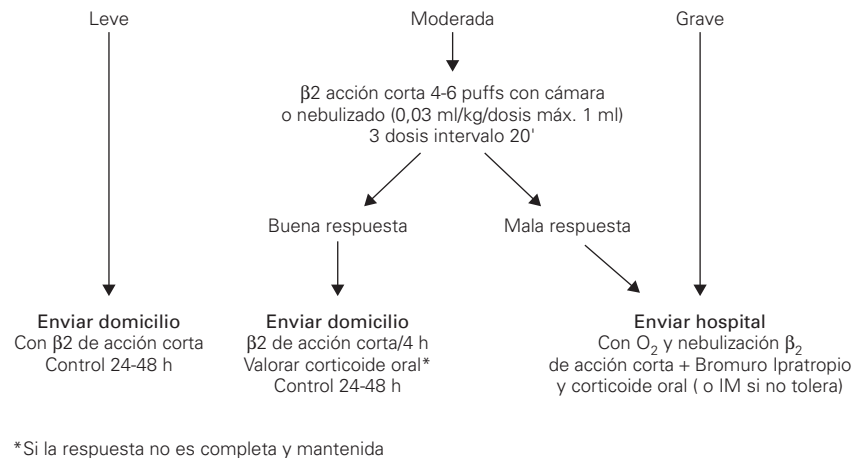 Leve
Moderada
Grave
β2 acción corta 4-6 puffs con cámara
o nebulizado (0,03 ml/kg/dosis máx. 1 ml)
3 dosis intervalo 20'
Buena respuesta
Mala respuesta
Enviar domicilio
Con β2 de acción corta
Control 24-48 h
Enviar domicilio
β2 de acción corta/4 h
Valorar corticoide oral*
Control 24-48 h
Enviar hospital
Con O₂ y nebulización β₂
de acción corta + Bromuro Ipratropio
y corticoide oral ( o IM si no tolera)
*Si la respuesta no es completa y mantenida